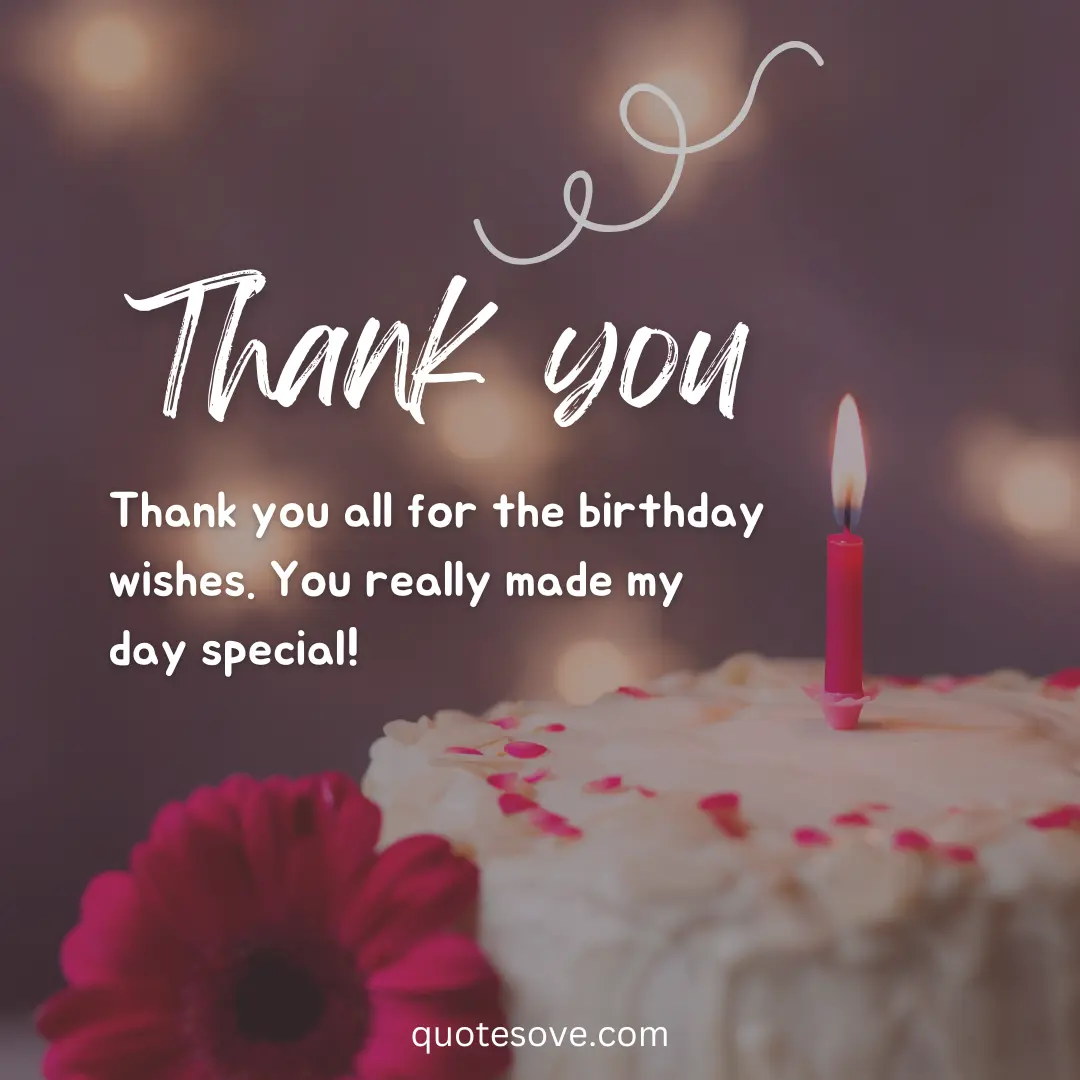 Thank you
Thank you all for the birthday
wishes. You really made my
day special!
quotesove.com